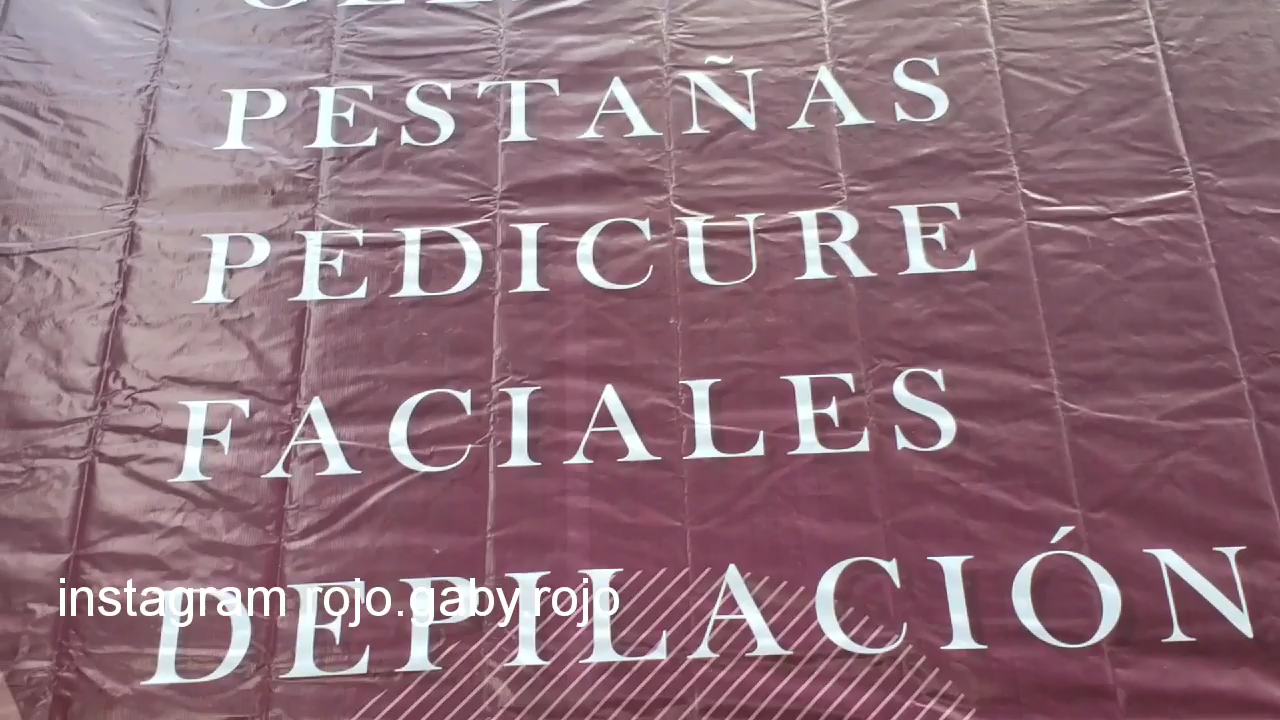 PESTAÑAS
PEDICURE
FACIALES
DEPILACIÓN
instagram rojo.gaby.rojo